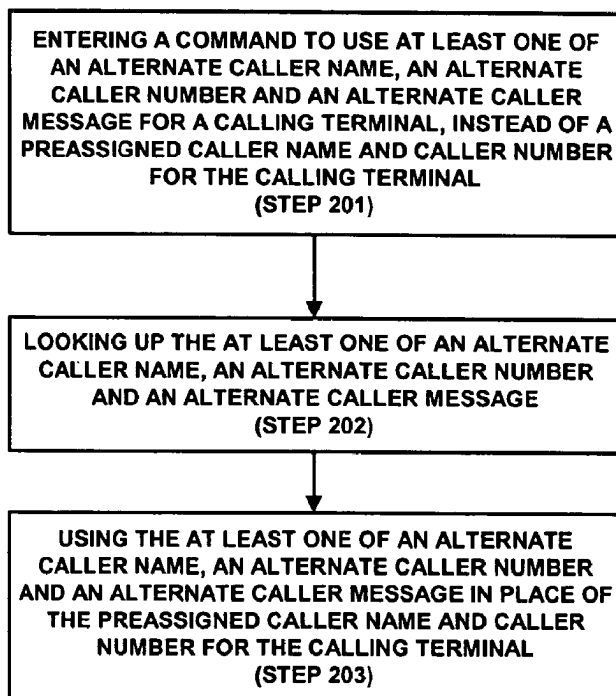 ENTERING A COMMAND TO USE AT LEAST ONE OF
AN ALTERNATE CALLER NAME, AN ALTERNATE
CALLER NUMBER AND AN ALTERNATE CALLER
MESSAGE FOR A CALLING TERMINAL, INSTEAD OF A
PREASSIGNED CALLER NAME AND CALLER NUMBER
FOR THE CALLING TERMINAL
(STEP 201)
LOOKING UP THE AT LEAST ONE OF AN ALTERNATE
CALLER NAME, AN ALTERNATE CALLER NUMBER
AND AN ALTERNATE CALLER MESSAGE
(STEP 202)
USING THE AT LEAST ONE OF AN ALTERNATE
CALLER NAME, AN ALTERNATE CALLER NUMBER
AND AN ALTERNATE CALLER MESSAGE IN PLACE OF
THE PREASSIGNED CALLER NAME AND CALLER
NUMBER FOR THE CALLING TERMINAL
(STEP 203)